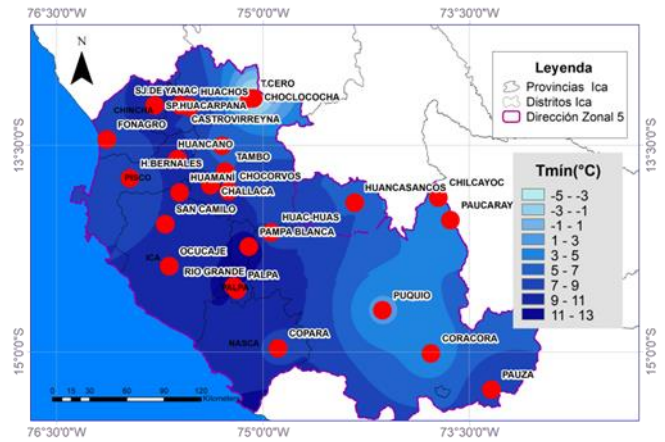 76°30'0"W 75°0'0"W 73°30'0"W
N
T.CERO
SJ.DE YANAC HUACHOS
CHOCLOCOCHA
CHINCHA SP.HUACARPANA
FONAGRO CASTROVIRREYNA
13°30'0"S 13°30'0"S
HUANCANO
H.BERNALES TAMBO
PISCO HUAMANÍ CHOCORVOS
CHALLACA
HUANCASANCOS CHILCAYOC
PAUCARAY
SAN CAMILO HUAC-HUAS
PAMPA BLANCA
OCUCAJE
ICA
RIO GRANDE PALPA
PALPA
PUQUIO
NASCA COPARA
CORACORA
15°0'0"S 15°0'0"S
PAUZA
Leyenda
Provincias Ica
Distritos Ica
Dirección Zonal 5
Tmín(°C)
-5 - -3
-3 - -1
-1 - 1
1 - 3
3 - 5
5 - 7
7 - 9
9 - 11
11 - 13
0 15 30 60 90 120
Kilometers
76°30'0"W 75°0'0"W 73°30'0"W